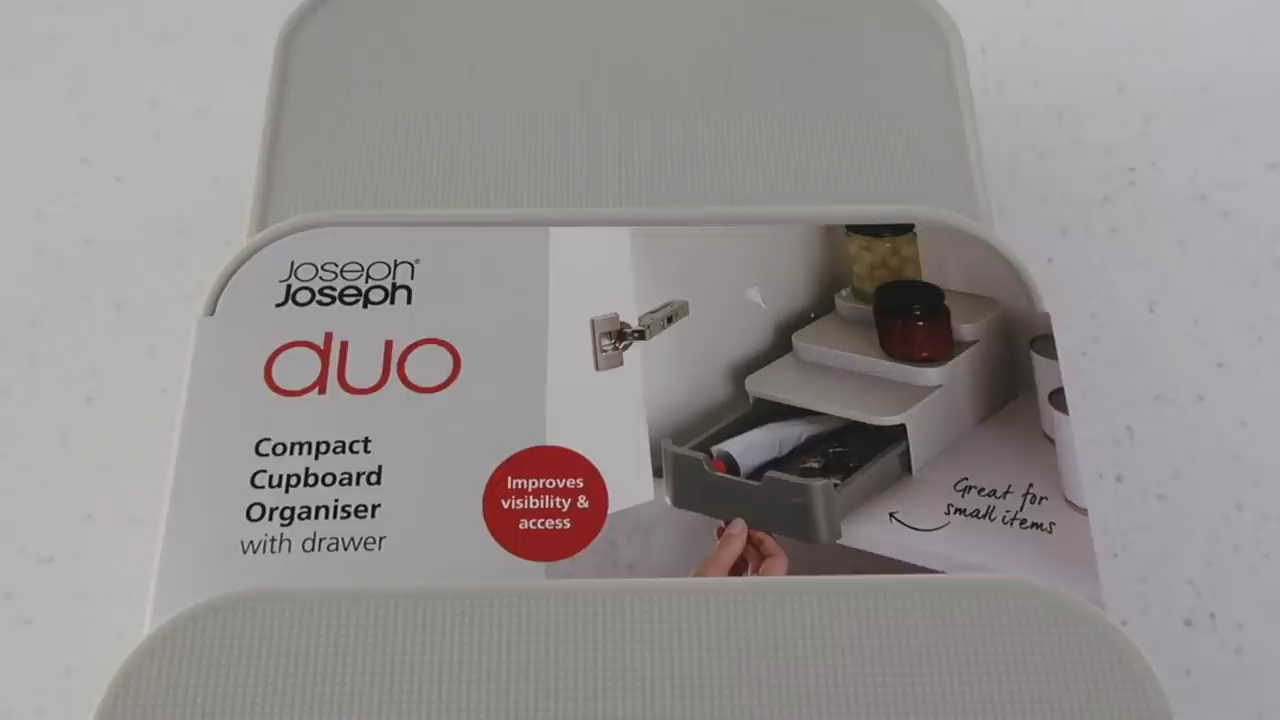 Joseph®
Joseph
duo
Compact
Cupboard
Organiser
with drawer
Improves
visibility &
access
Great for
small items